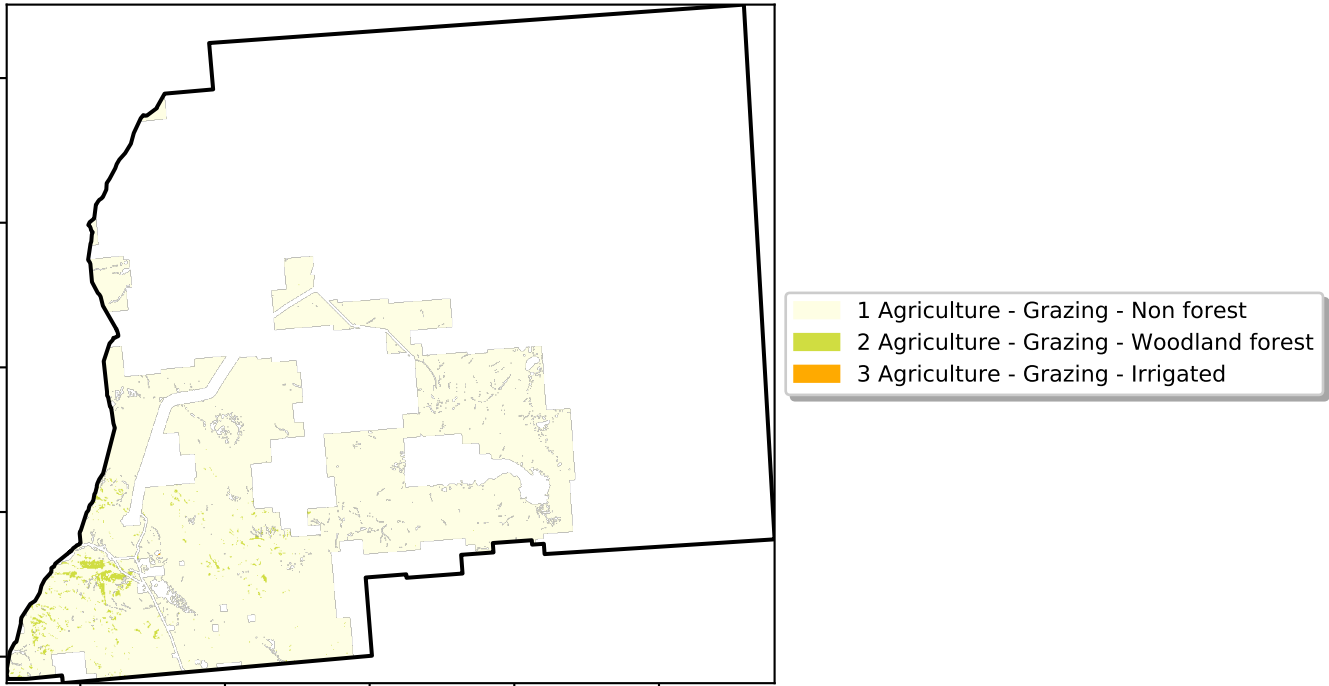 1 Agriculture - Grazing - Non forest
2 Agriculture - Grazing - Woodland forest
3 Agriculture - Grazing - Irrigated